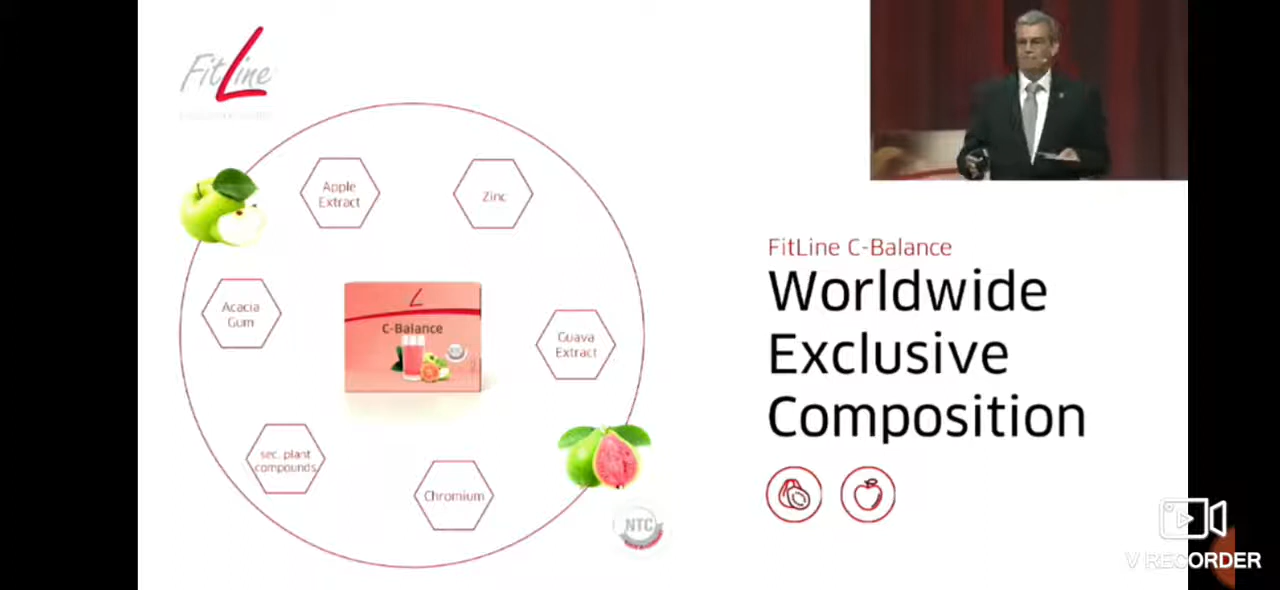 FitLine
Apple
Extract
Zinc
Acacia
Gum
C-Balance
Guava
Extract
sec. plant
compounds
Chromium
NTC
FitLine C-Balance
Worldwide
Exclusive
Composition
V RECORDER